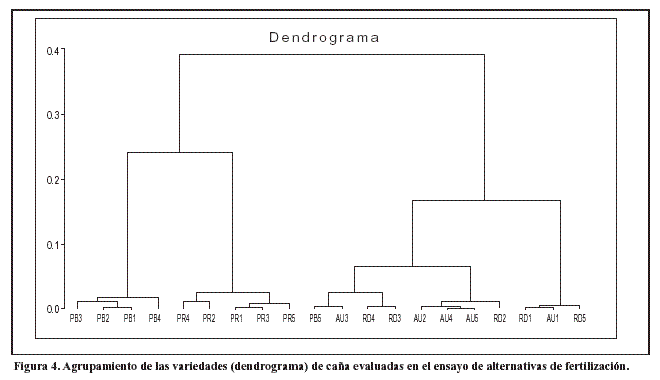 Dendrograma
0.4
0.3
0.2
0.1
0.0
PB3 PB2 PB1 PB4 PR4 PR2 PR1 PR3 PR5 PB5 AU3 RD4 RD3 AU2 AU4 AU5 RD2 RD1 AU1 RD5
Figura 4. Agrupamiento de las variedades (dendrograma) de caña evaluadas en el ensayo de alternativas de fertilización.